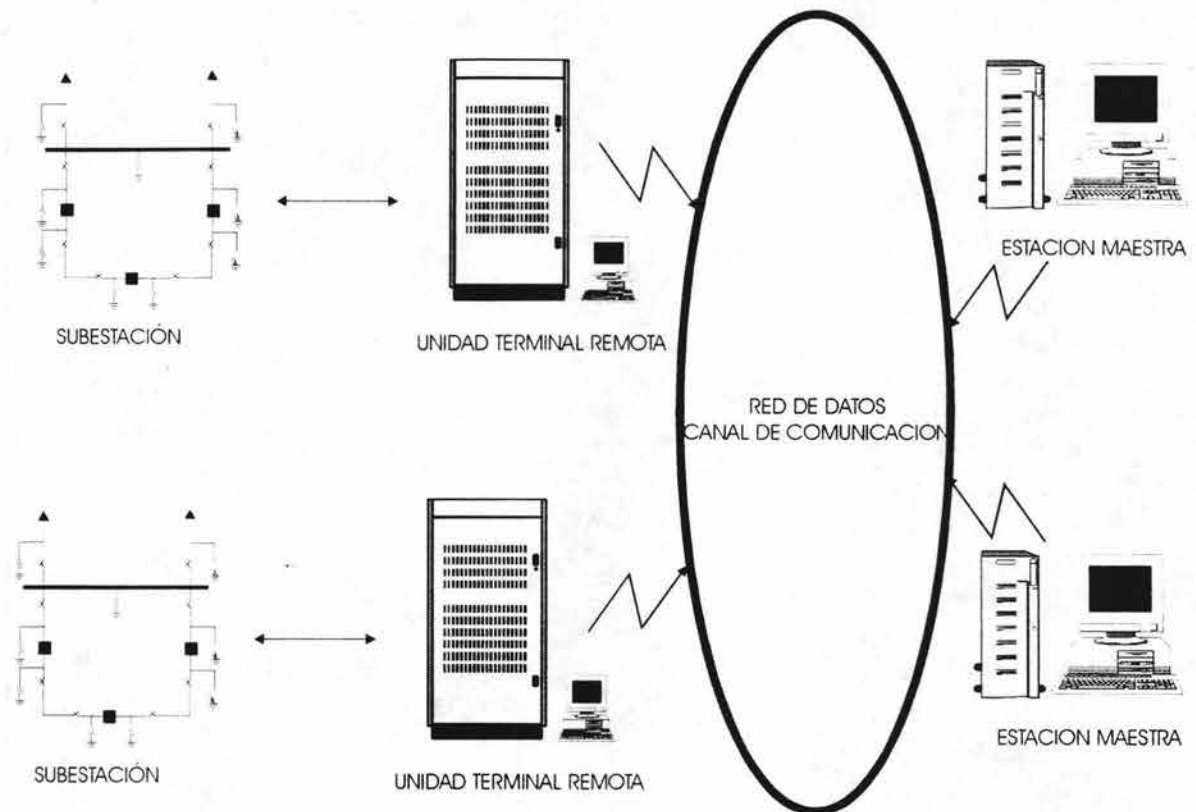 SUBESTACIÓN
UNIDAD TERMINAL REMOTA
ESTACION MAESTRA
RED DE DATOS
CANAL DE COMUNICACION
SUBESTACIÓN
UNIDAD TERMINAL REMOTA
ESTACION MAESTRA